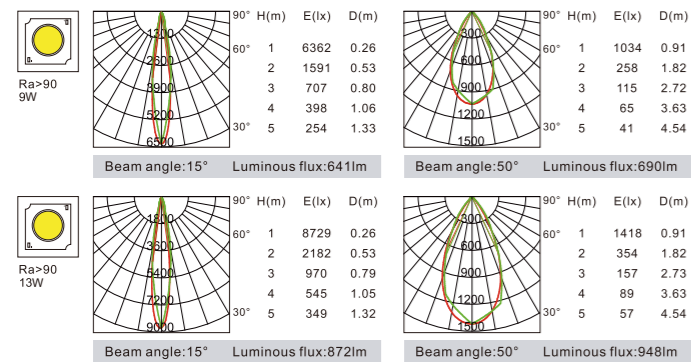 90° H(m) E(lx) D(m)
1300
60° 1 6362 0.26
2600 2 1591 0.53
3900 3 707 0.80
5200 4 398 1.06
30° 5 254 1.33
6500
Ra>90
9W
Beam angle:15° Luminous flux:641lm
90° H(m) E(lx) D(m)
300
60° 1 1034 0.91
600 2 258 1.82
900 3 115 2.72
1200 4 65 3.63
30° 5 41 4.54
1500
Beam angle:50° Luminous flux:690lm
90° H(m) E(lx) D(m)
1800
60° 1 8729 0.26
3600 2 2182 0.53
5400 3 970 0.79
7200 4 545 1.05
30° 5 349 1.32
9000
Ra>90
13W
Beam angle:15° Luminous flux:872lm
90° H(m) E(lx) D(m)
60° 1 1418 0.91
600 2 354 1.82
900 3 157 2.73
1200 4 89 3.63
30° 5 57 4.54
1500
Beam angle:50° Luminous flux:948lm